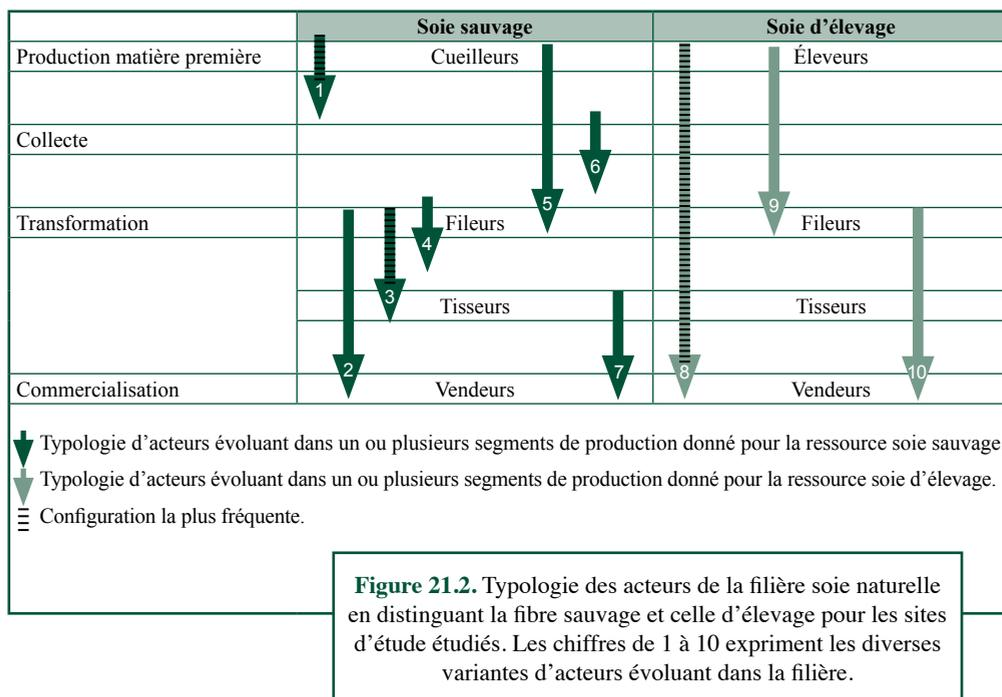 Soie sauvage Soie d’élevage
Production matière première Cueilleurs Éleveurs
1
Collecte
6
5 9
Transformation Fileurs Fileurs
4
3
Tisseurs Tisseurs
2 7 8 10
Commercialisation Vendeurs Vendeurs
Typologie d’acteurs évoluant dans un ou plusieurs segments de production donné pour la ressource soie sauvage
Typologie d’acteurs évoluant dans un ou plusieurs segments de production donné pour la ressource soie d’élevage.
Configuration la plus fréquente.
Figure 21.2. Typologie des acteurs de la filière soie naturelle
en distinguant la fibre sauvage et celle d’élevage pour les sites
d’étude étudiés. Les chiffres de 1 à 10 expriment les diverses
variantes d’acteurs évoluant dans la filière.